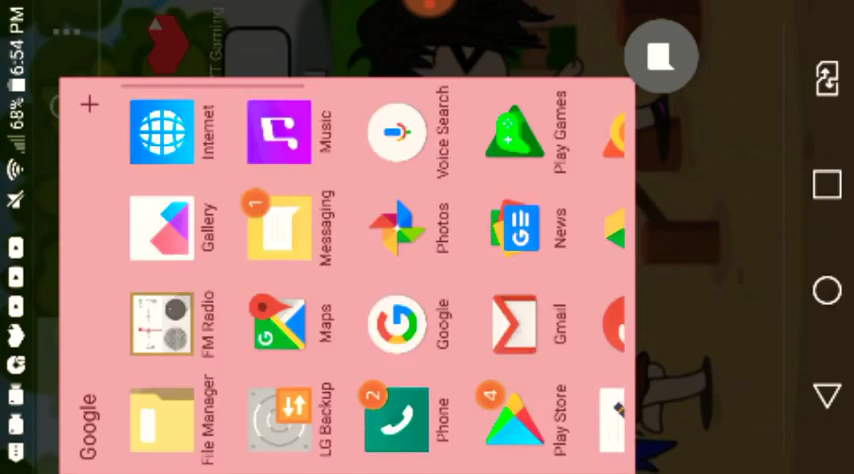 68% 6:54 PM
T Gaming
Google
+
File Manager
FM Radio
Gallery
Internet
LG Backup
Maps
1
Messaging
Music
2
Phone
Google
Photos
Voice Search
4
Play Store
Gmail
News
Play Games